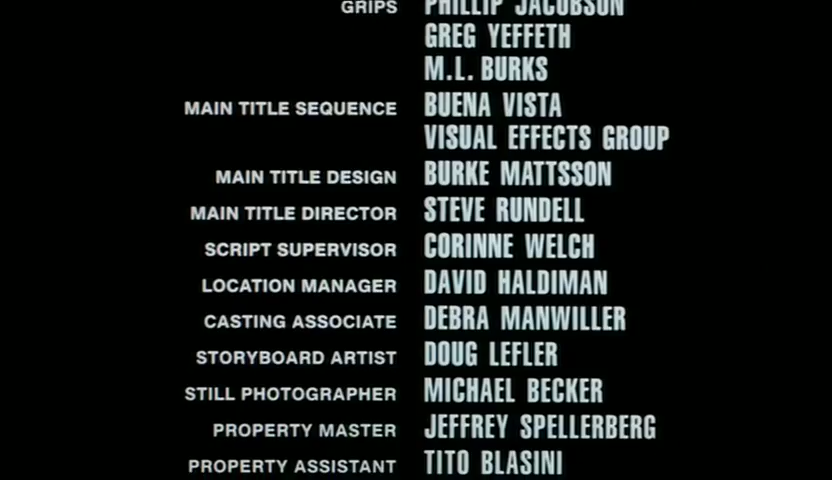 GRIPS PHILLIP JACOBSON
GREG YEFFETH
M.L. BURKS
MAIN TITLE SEQUENCE BUENA VISTA
VISUAL EFFECTS GROUP
MAIN TITLE DESIGN BURKE MATTSSON
MAIN TITLE DIRECTOR STEVE RUNDELL
SCRIPT SUPERVISOR CORINNE WELCH
LOCATION MANAGER DAVID HALDIMAN
CASTING ASSOCIATE DEBRA MANWILLER
STORYBOARD ARTIST DOUG LEFLER
STILL PHOTOGRAPHER MICHAEL BECKER
PROPERTY MASTER JEFFREY SPELLERBERG
PROPERTY ASSISTANT TITO BLASINI